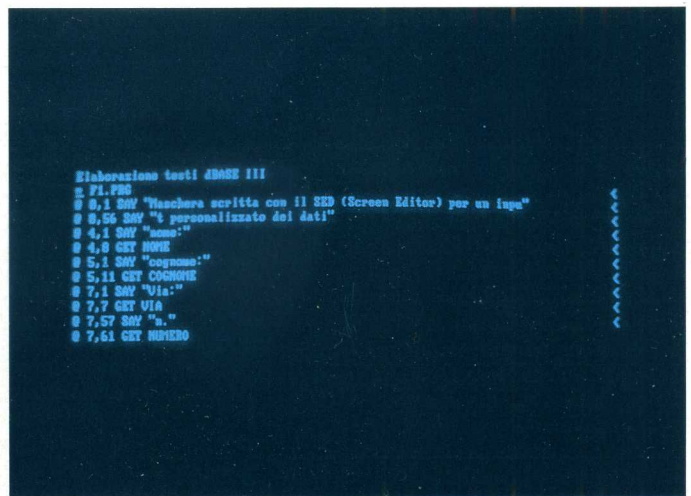 Elaborazione testi dBASE III
* F1.PRG
@ 0,1 SAY "Maschera scritta con il SED (Screen Editor) per un inpu" <
@ 0,56 SAY "t personalizzato dei dati" <
@ 4,1 SAY "nome:" <
@ 4,8 GET NOME <
@ 5,1 SAY "cognome:" <
@ 5,11 GET COGNOME <
@ 7,1 SAY "Via:" <
@ 7,7 GET VIA <
@ 7,57 SAY "n." <
@ 7,61 GET NUMERO